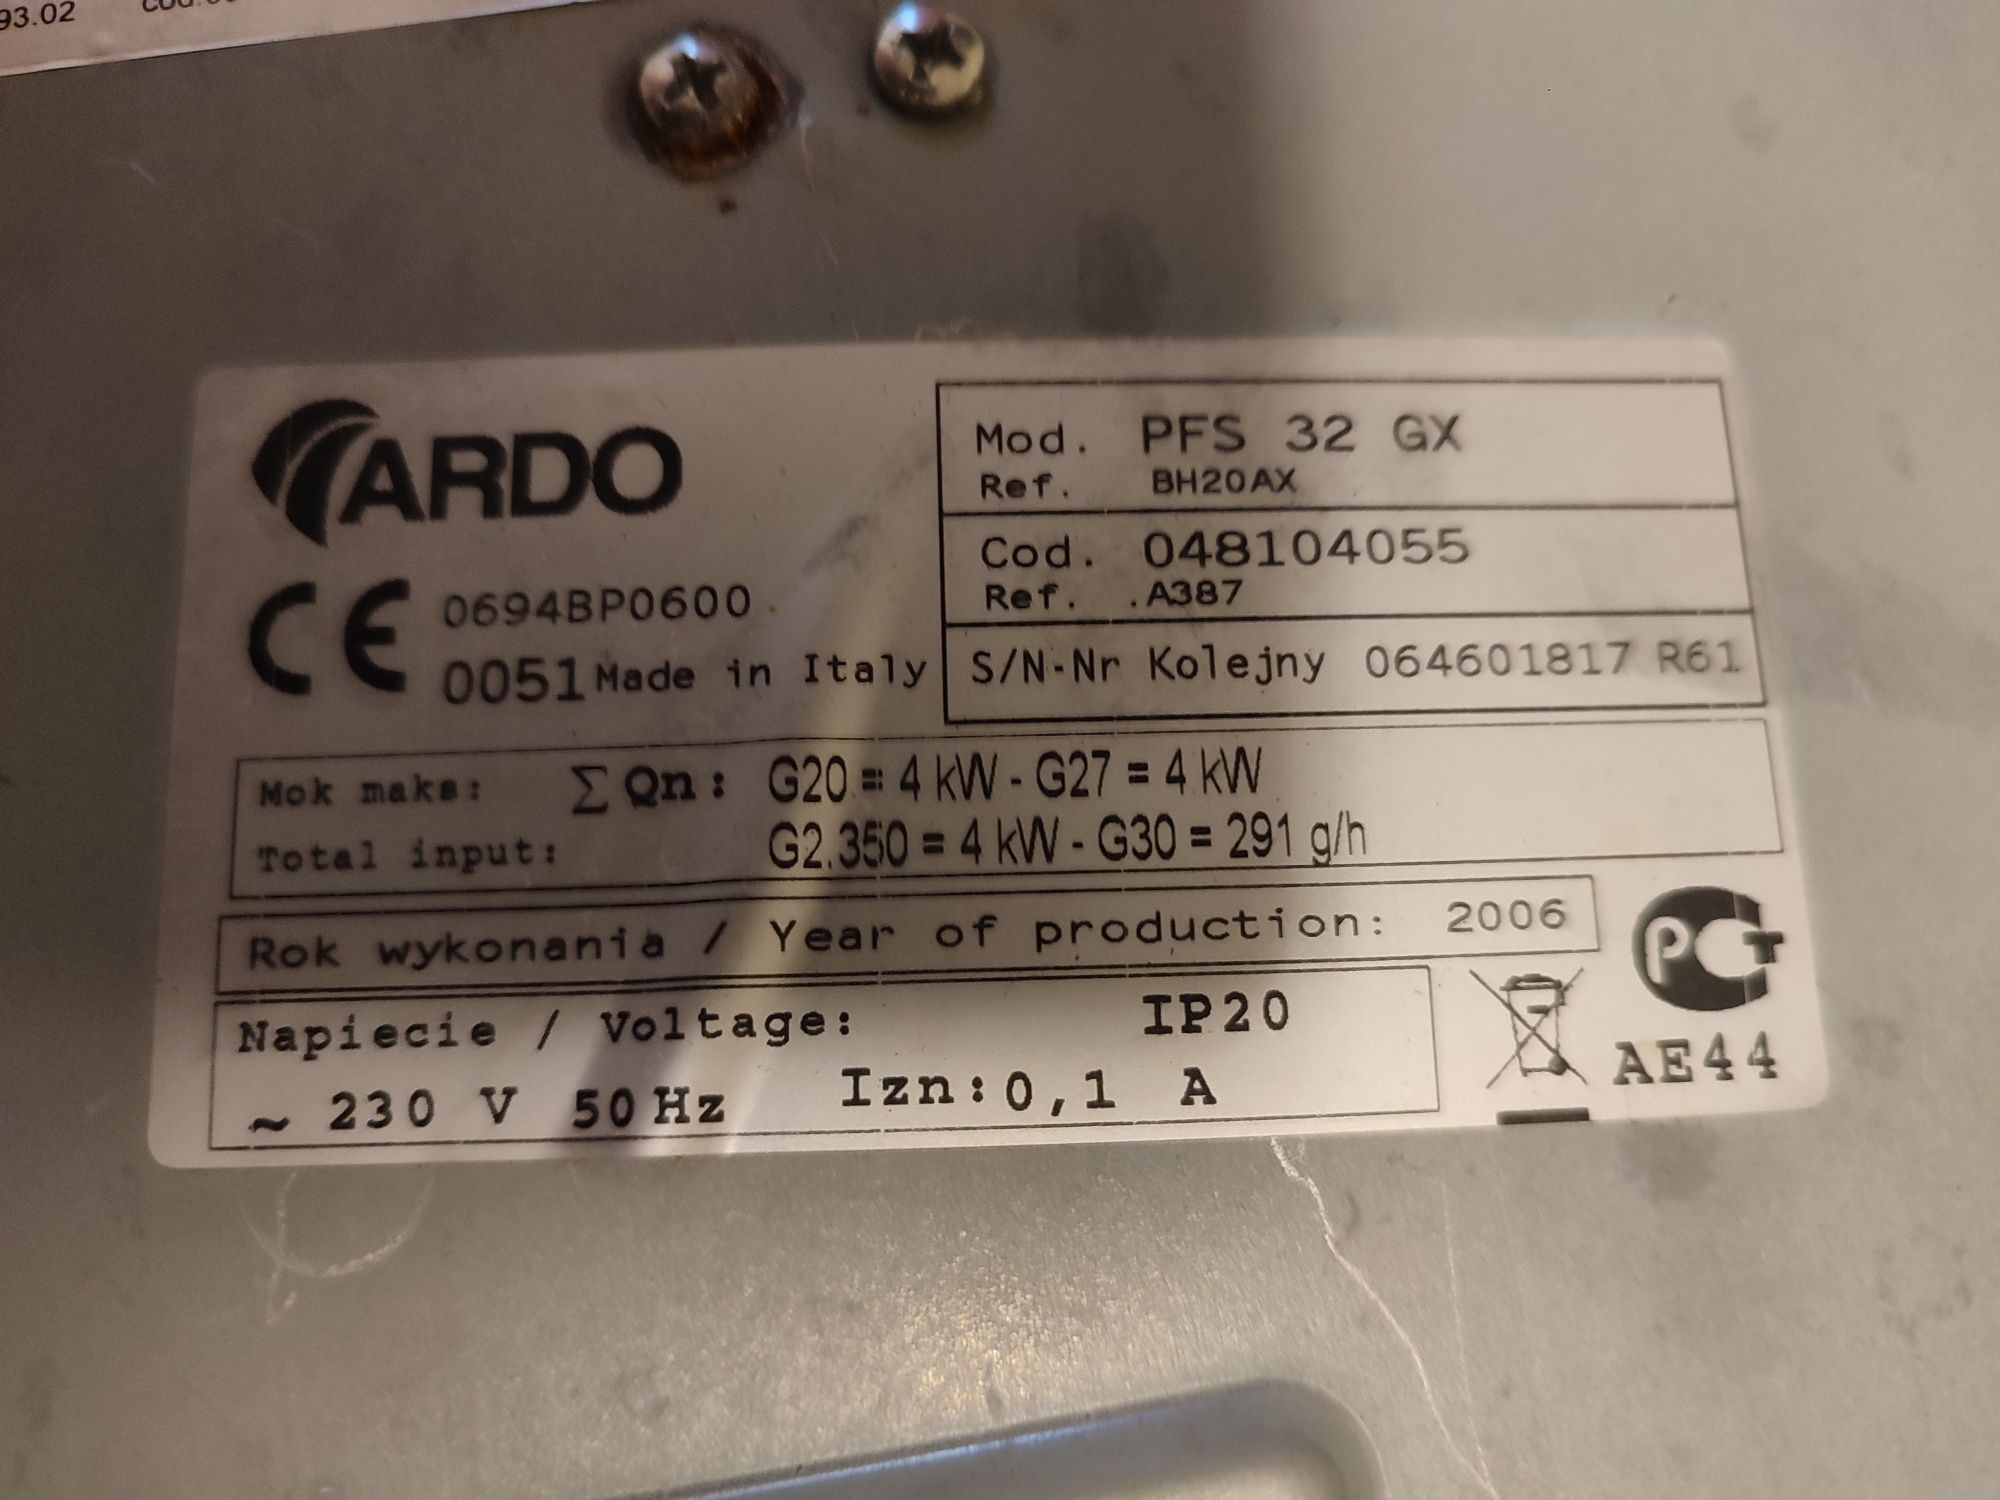 93.02
ARDO
0694BP0600
0051 Made in Italy
Mod. PFS 32 GX
Ref. BH20AX
Cod. 048104055
Ref. .A387
S/N-Nr Kolejny 064601817 R61
Mok maks: ∑ Qn: G20 = 4 kW - G27 = 4 kW
Total input: G2.350 = 4 kW - G30 = 291 g/h
Rok wykonania / Year of production: 2006
Napiecie / Voltage: IP20
~ 230 V 50 Hz Izn:0,1 A
AE44